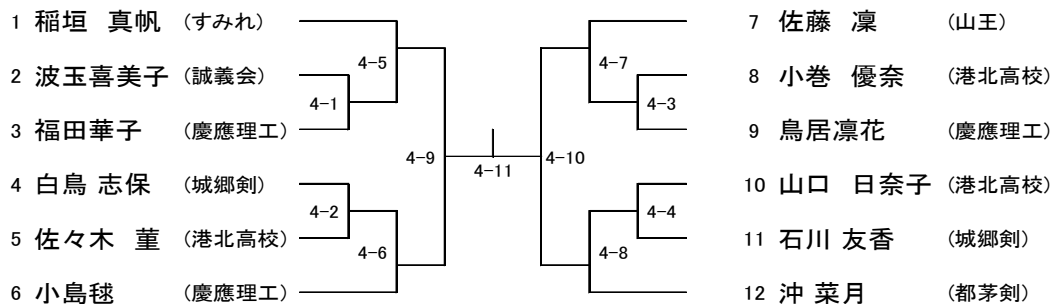 1 稲垣 真帆 (すみれ)
2 波玉喜美子 (誠義会)
3 福田華子 (慶應理工)
4 白鳥 志保 (城郷剣)
5 佐々木 菫 (港北高校)
6 小島毬 (慶應理工)
4-5
4-1
4-9
4-2
4-6
4-11
4-7
4-3
4-10
4-4
4-8
7 佐藤 凜 (山王)
8 小巻 優奈 (港北高校)
9 鳥居凛花 (慶應理工)
10 山口 日奈子 (港北高校)
11 石川 友香 (城郷剣)
12 沖 菜月 (都茅剣)